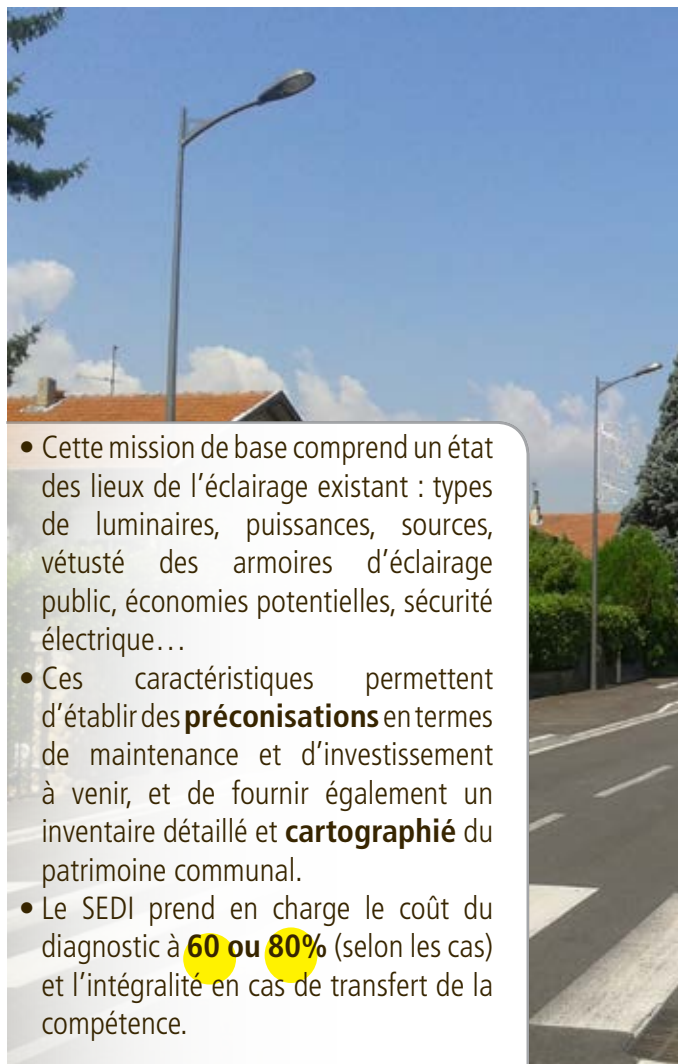 • Cette mission de base comprend un état
des lieux de l’éclairage existant : types
de luminaires, puissances, sources,
vétusté des armoires d’éclairage
public, économies potentielles, sécurité
électrique…
• Ces caractéristiques permettent
d’établir des préconisations en termes
de maintenance et d’investissement
à venir, et de fournir également un
inventaire détaillé et cartographié du
patrimoine communal.
• Le SEDI prend en charge le coût du
diagnostic à 60 ou 80% (selon les cas)
et l’intégralité en cas de transfert de la
compétence.